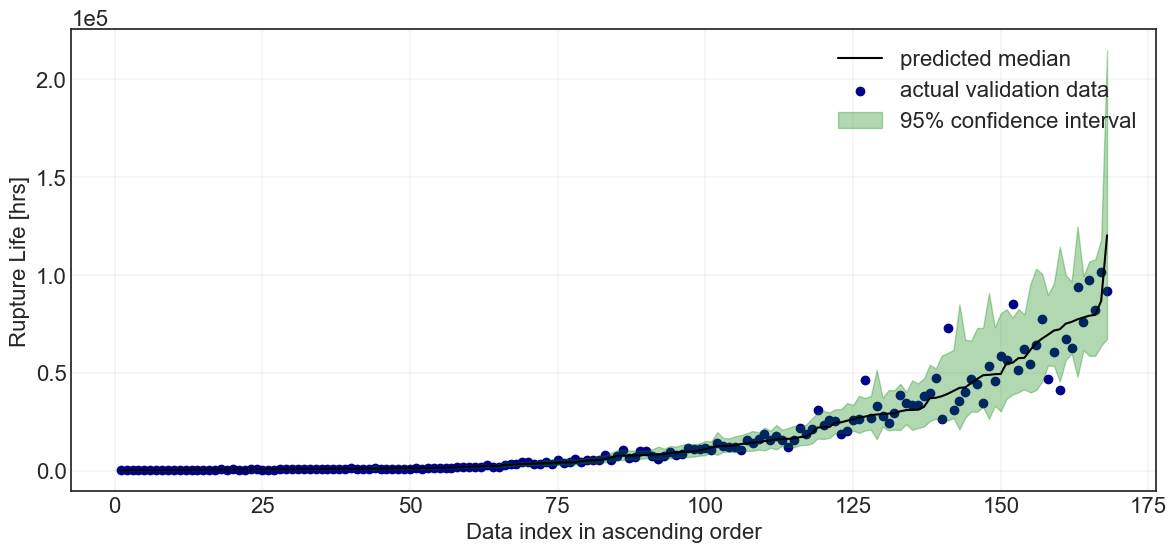 1e5
predicted median
actual validation data
95% confidence interval
2.0
1.5
1.0
0.5
0.0
Rupture Life [hrs]
0 25 50 75 100 125 150 175
Data index in ascending order